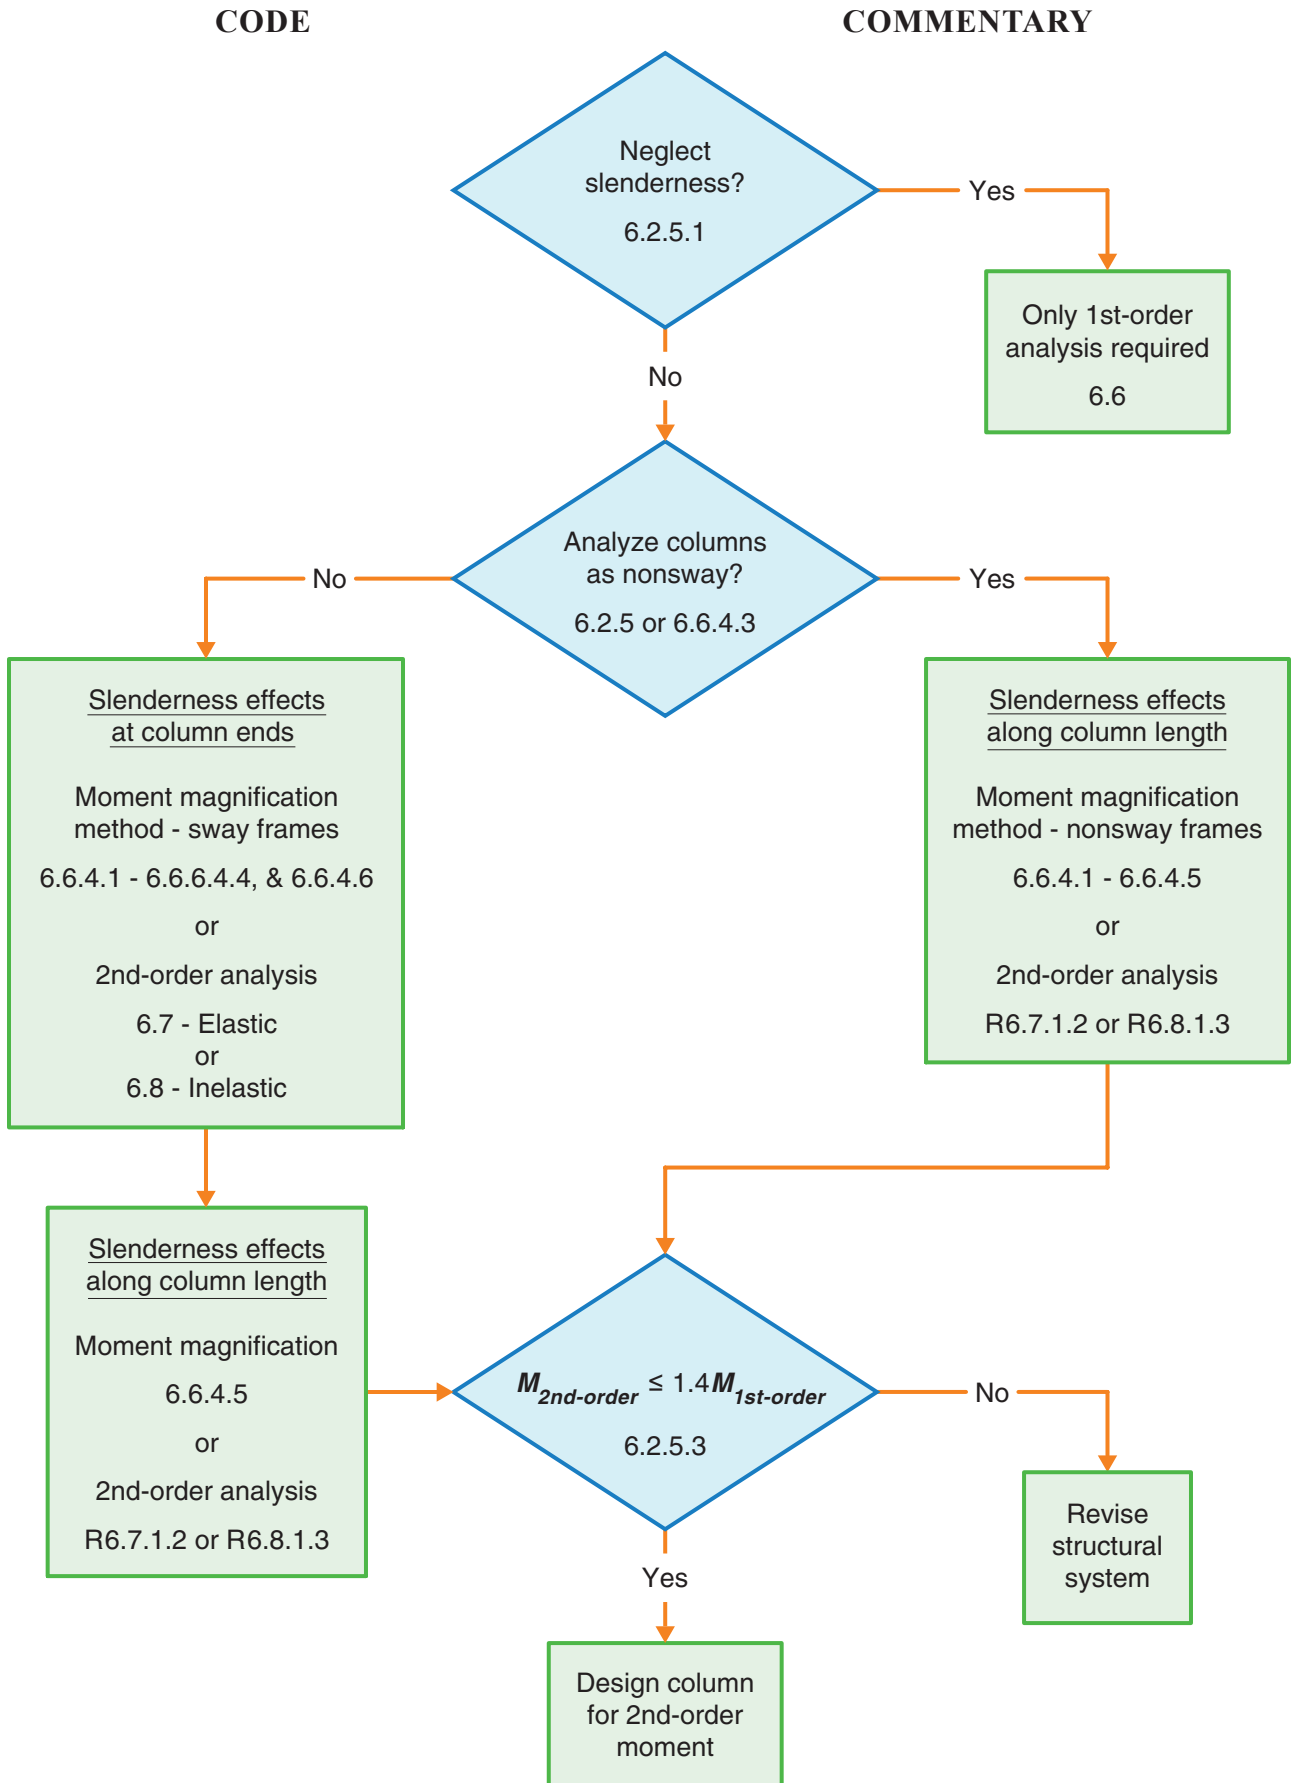 CODE
COMMENTARY
Neglect
slenderness?
6.2.5.1
Yes
Only 1st-order
analysis required
6.6
No
Analyze columns
as nonsway?
6.2.5 or 6.6.4.3
No
Yes
Slenderness effects
at column ends
Moment magnification
method - sway frames
6.6.4.1 - 6.6.6.4.4, & 6.6.4.6
or
2nd-order analysis
6.7 - Elastic
or
6.8 - Inelastic
Slenderness effects
along column length
Moment magnification
method - nonsway frames
6.6.4.1 - 6.6.4.5
or
2nd-order analysis
R6.7.1.2 or R6.8.1.3
Slenderness effects
along column length
Moment magnification
6.6.4.5
or
2nd-order analysis
R6.7.1.2 or R6.8.1.3
M2nd-order ≤ 1.4M1st-order
6.2.5.3
No
Revise
structural
system
Yes
Design column
for 2nd-order
moment